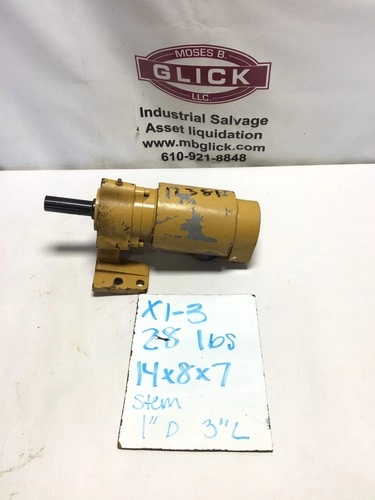 MOSES B.
GLICK
LLC.
Industrial Salvage
Asset liquidation
www.mbglick.com
610-921-8848
X1-3
28 lbs
14x8x7
Stem
1" D 3" L